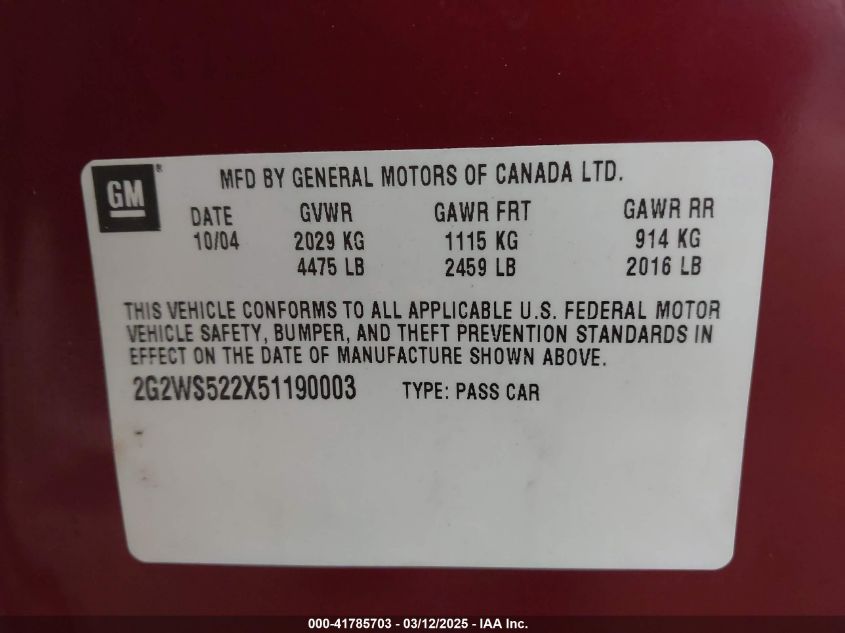 GM®
MFD BY GENERAL MOTORS OF CANADA LTD.
DATE GVWR GAWR FRT GAWR RR
10/04 2029 KG 1115 KG 914 KG
4475 LB 2459 LB 2016 LB
THIS VEHICLE CONFORMS TO ALL APPLICABLE U.S. FEDERAL MOTOR
VEHICLE SAFETY, BUMPER, AND THEFT PREVENTION STANDARDS IN
EFFECT ON THE DATE OF MANUFACTURE SHOWN ABOVE.
2G2WS522X51190003 TYPE: PASS CAR
000-41785703 - 03/12/2025 - IAA Inc.